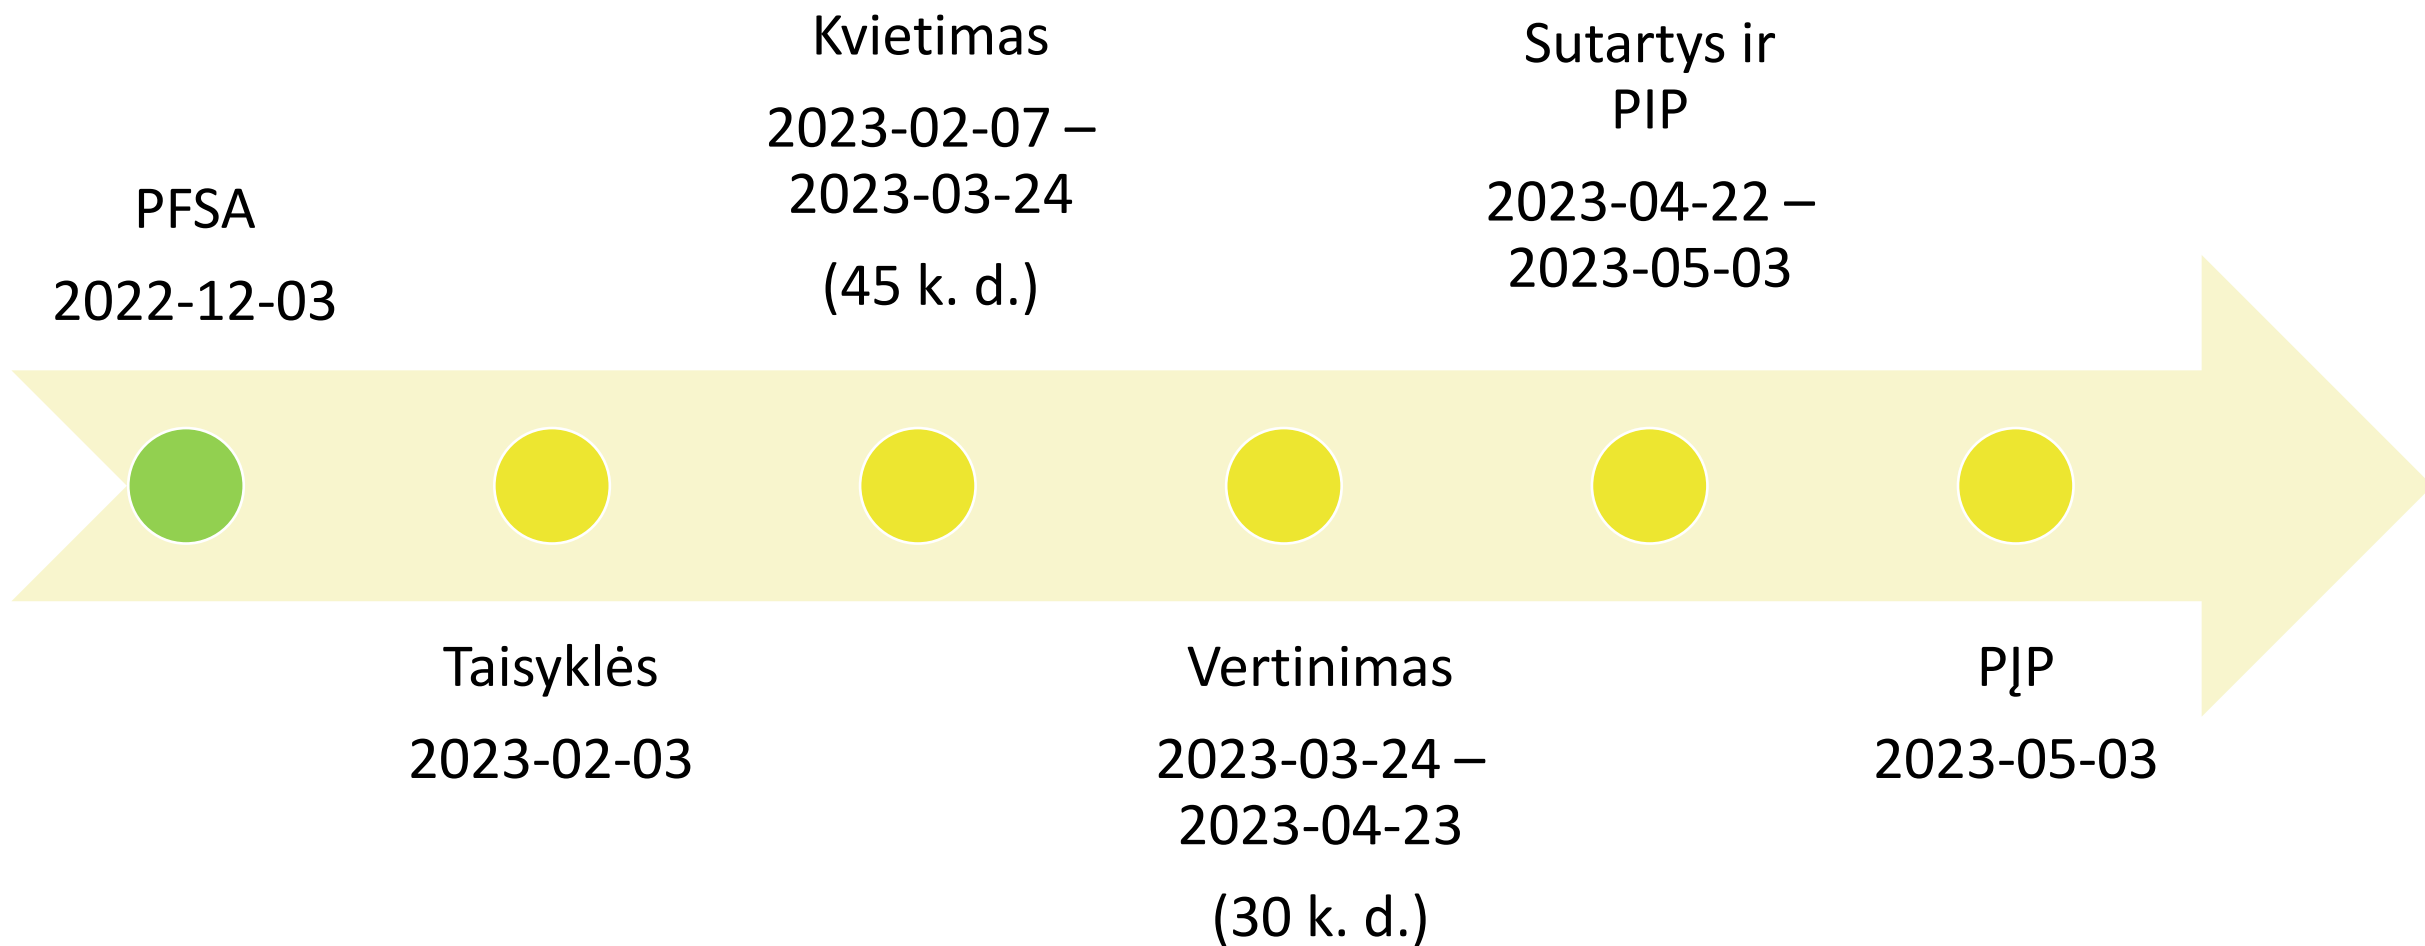 PFSA
2022-12-03
Taisyklės
2023-02-03
Kvietimas
2023-02-07 –
2023-03-24
(45 k. d.)
Vertinimas
2023-03-24 –
2023-04-23
(30 k. d.)
Sutartys ir
PIP
2023-04-22 –
2023-05-03
PĮP
2023-05-03